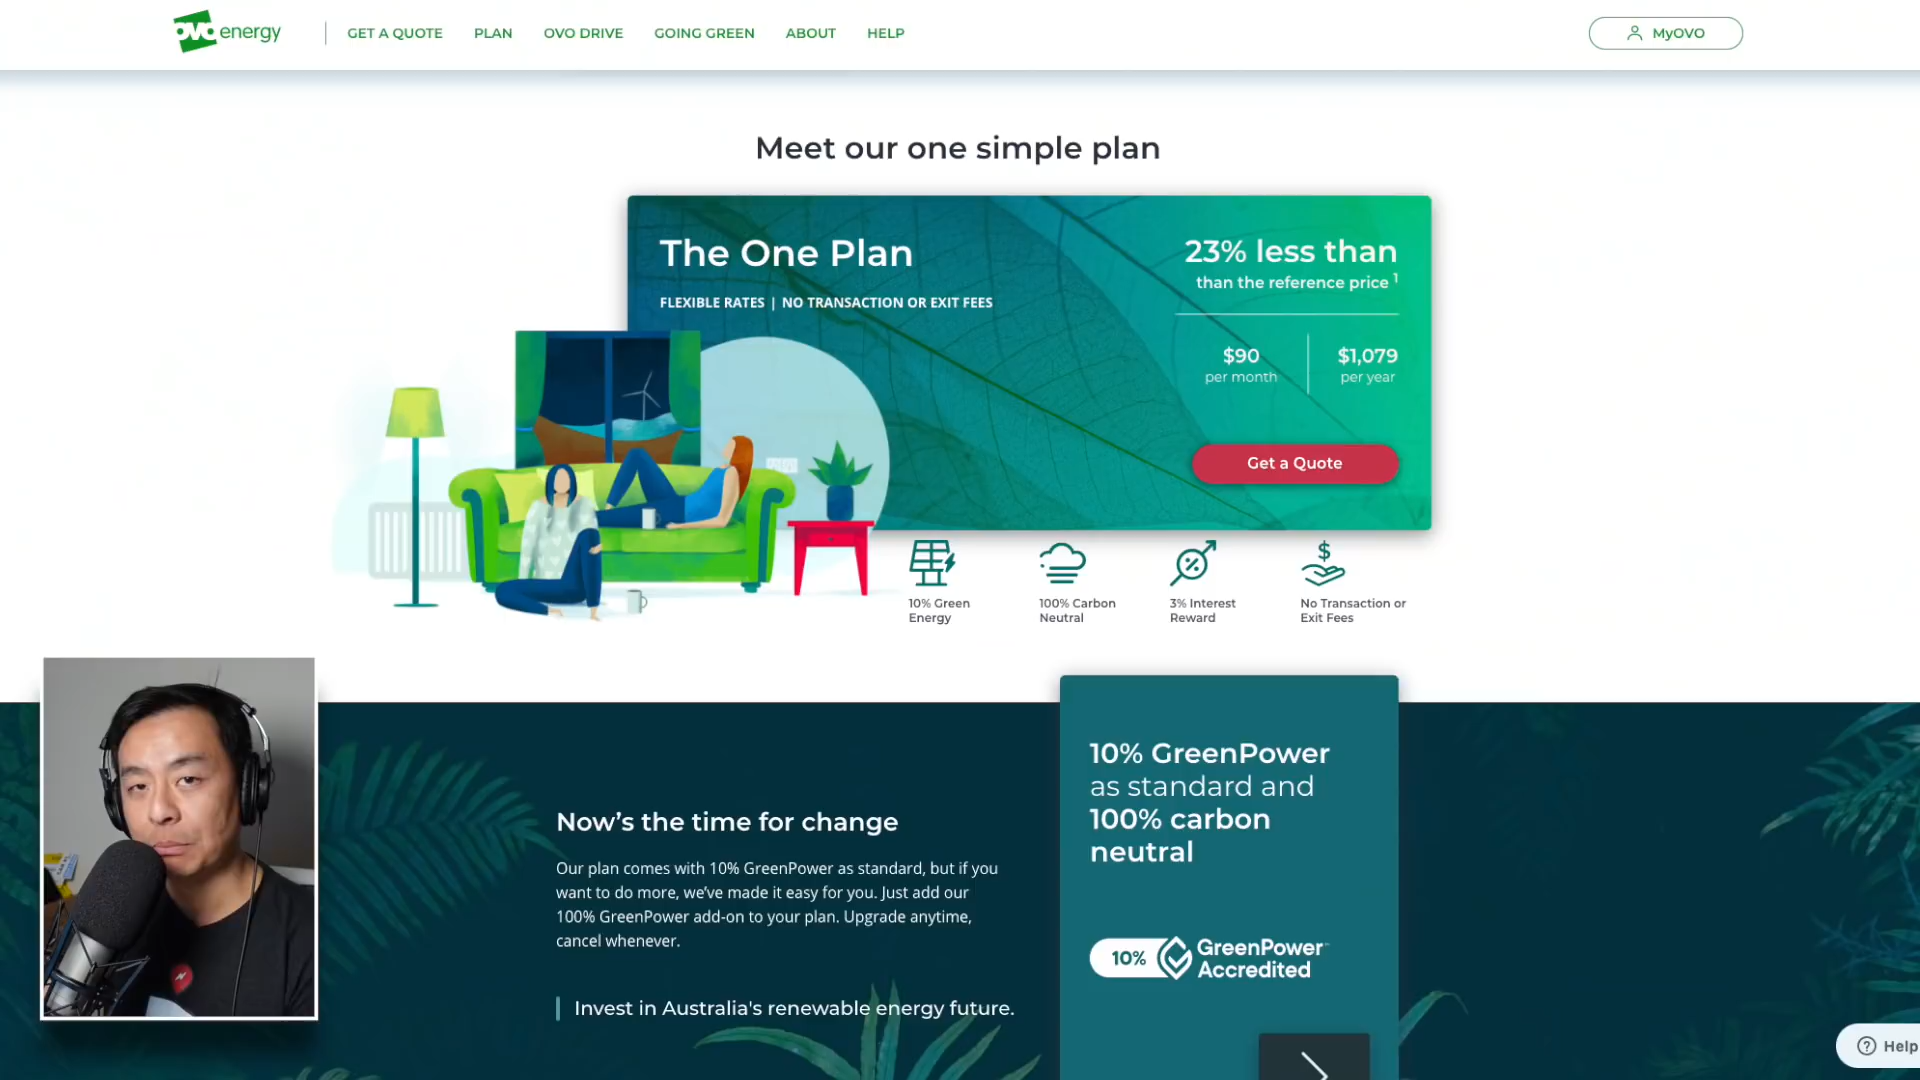 ovo energy
GET A QUOTE
PLAN
OVO DRIVE
GOING GREEN
ABOUT
HELP
MyOVO
Meet our one simple plan
The One Plan
FLEXIBLE RATES | NO TRANSACTION OR EXIT FEES
23% less than
than the reference price 1
$90
per month
$1,079
per year
Get a Quote
10% Green
Energy
100% Carbon
Neutral
3% Interest
Reward
No Transaction or
Exit Fees
Now’s the time for change
Our plan comes with 10% GreenPower as standard, but if you
want to do more, we’ve made it easy for you. Just add our
100% GreenPower add-on to your plan. Upgrade anytime,
cancel whenever.
Invest in Australia's renewable energy future.
10% GreenPower
as standard and
100% carbon
neutral
10%
GreenPower™
Accredited
Help